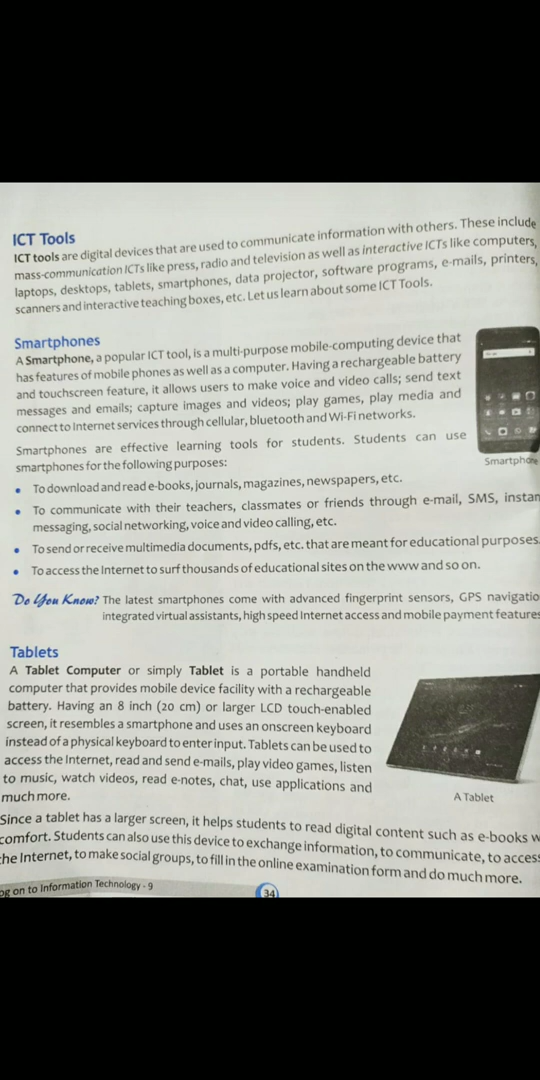 ICT Tools
ICT tools are digital devices that are used to communicate information with others. These include
mass-communication ICTs like press, radio and television as well as interactive ICTs like computers,
laptops, desktops, tablets, smartphones, data projector, software programs, e-mails, printers,
scanners and interactive teaching boxes, etc. Let us learn about some ICT Tools.
Smartphones
A Smartphone, a popular ICT tool, is a multi-purpose mobile-computing device that
has features of mobile phones as well as a computer. Having a rechargeable battery
and touchscreen feature, it allows users to make voice and video calls; send text
messages and emails; capture images and videos; play games, play media and
connect to Internet services through cellular, bluetooth and Wi-Fi networks.
Smartphone
Smartphones are effective learning tools for students. Students can use
smartphones for the following purposes:
• To download and read e-books, journals, magazines, newspapers, etc.
• To communicate with their teachers, classmates or friends through e-mail, SMS, instan
messaging, social networking, voice and video calling, etc.
• To send or receive multimedia documents, pdfs, etc. that are meant for educational purposes.
• To access the Internet to surf thousands of educational sites on the www and so on.
Do You Know? The latest smartphones come with advanced fingerprint sensors, GPS navigatio
integrated virtual assistants, high speed Internet access and mobile payment features
Tablets
A Tablet Computer or simply Tablet is a portable handheld
computer that provides mobile device facility with a rechargeable
battery. Having an 8 inch (20 cm) or larger LCD touch-enabled
screen, it resembles a smartphone and uses an onscreen keyboard
instead of a physical keyboard to enter input. Tablets can be used to
access the Internet, read and send e-mails, play video games, listen
to music, watch videos, read e-notes, chat, use applications and
much more.
A Tablet
Since a tablet has a larger screen, it helps students to read digital content such as e-books w
comfort. Students can also use this device to exchange information, to communicate, to access
the Internet, to make social groups, to fill in the online examination form and do much more.
og on to Information Technology - 9
34